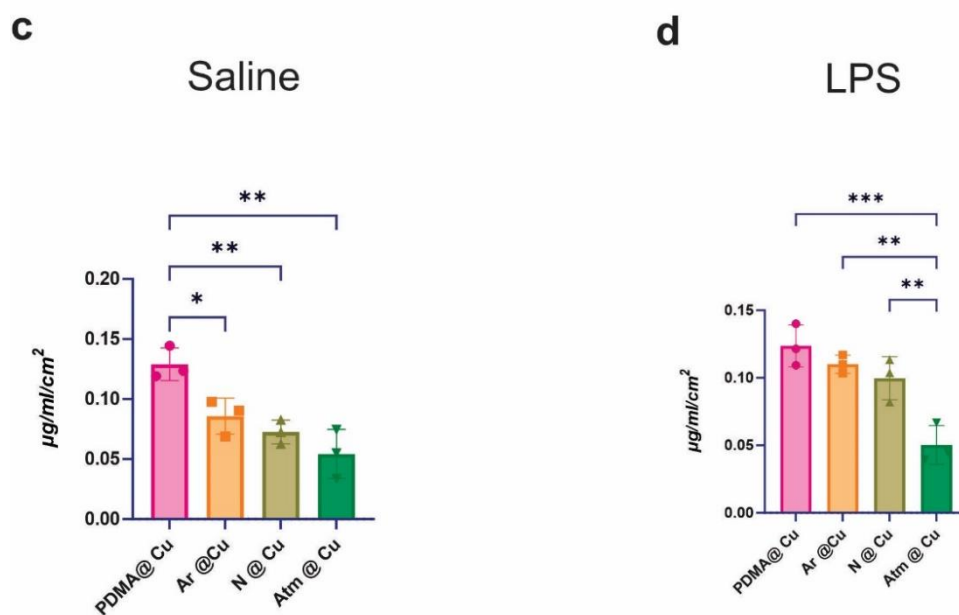 c
Saline
**
**
*
0.20
0.15
0.10
0.05
0.00
µg/ml/cm²
PDMA@ Cu
Ar @Cu
N @ Cu
Atm @ Cu
d
LPS
***
**
**
0.15
0.10
0.05
0.00
µg/ml/cm²
PDMA@ Cu
Ar @Cu
N @ Cu
Atm @ Cu